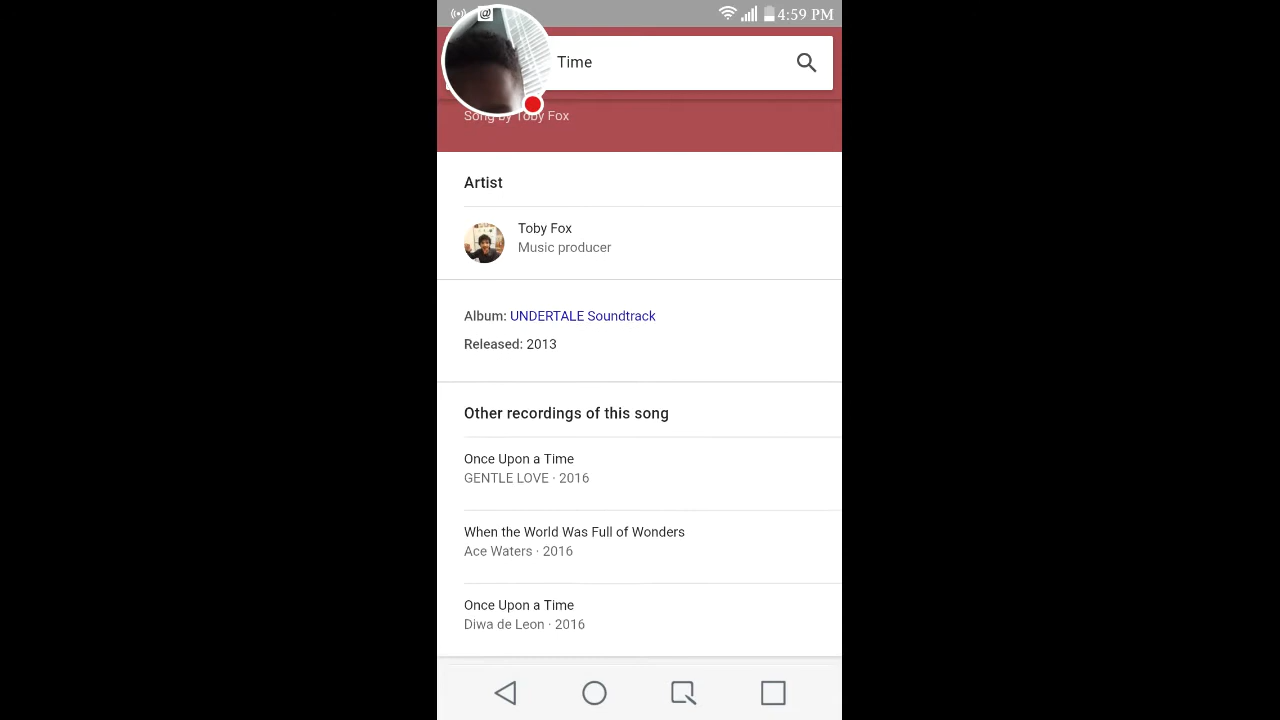 @ 4:59 PM
Time
Song by Toby Fox
Artist
Toby Fox
Music producer
Album: UNDERTALE Soundtrack
Released: 2013
Other recordings of this song
Once Upon a Time
GENTLE LOVE · 2016
When the World Was Full of Wonders
Ace Waters · 2016
Once Upon a Time
Diwa de Leon · 2016